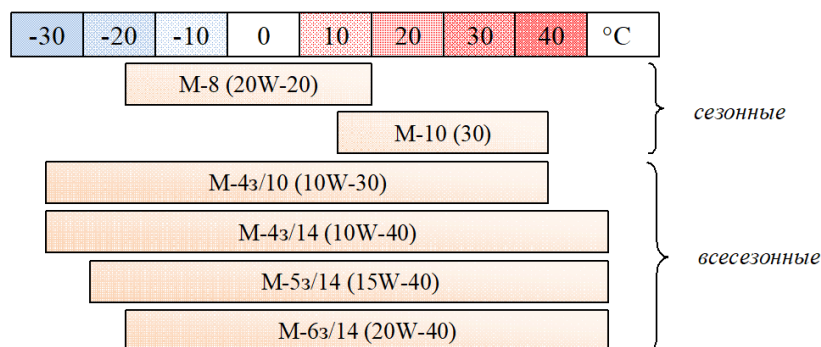 -30 -20 -10 0 10 20 30 40 °C
М-8 (20W-20)
сезонные
М-10 (30)
М-4з/10 (10W-30)
М-4з/14 (10W-40)
всесезонные
М-5з/14 (15W-40)
М-6з/14 (20W-40)